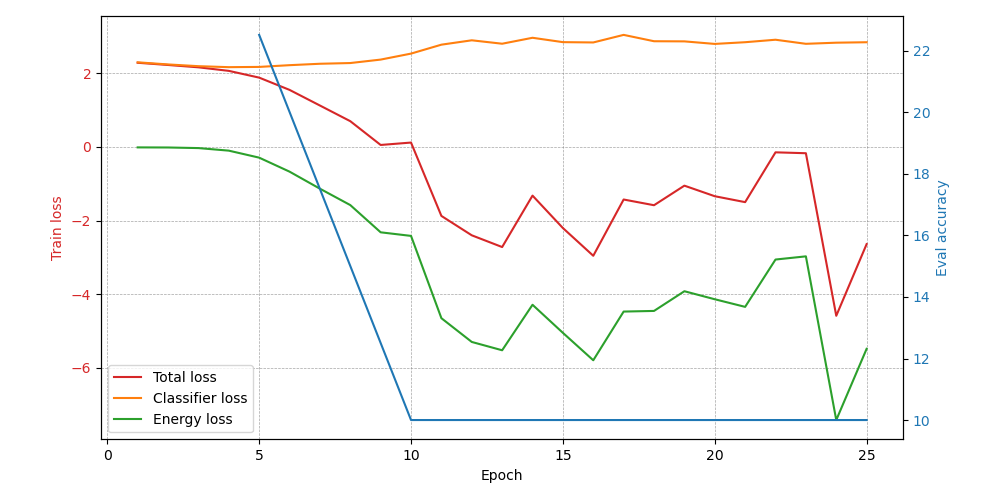 2
0
−2
−4
−6
Train loss
22
20
18
16
14
12
10
Eval accuracy
Total loss
Classifier loss
Energy loss
0 5 10 15 20 25
Epoch